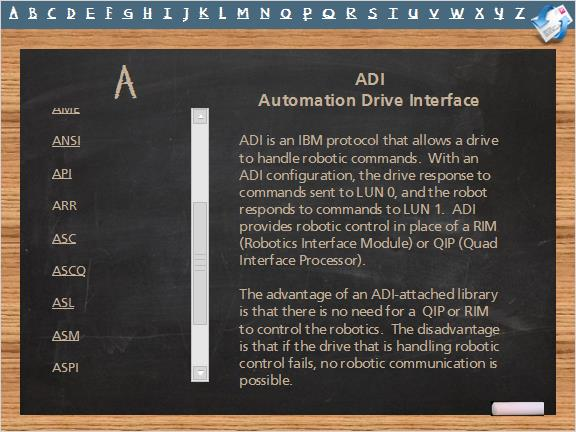 A B C D E F G H I J K L M N O P Q R S T U V W X Y Z
A
AME
ANSI
API
ARR
ASC
ASCQ
ASL
ASM
ASPI
ADI
Automation Drive Interface
ADI is an IBM protocol that allows a drive
to handle robotic commands. With an
ADI configuration, the drive response to
commands sent to LUN 0, and the robot
responds to commands to LUN 1. ADI
provides robotic control in place of a RIM
(Robotics Interface Module) or QIP (Quad
Interface Processor).
The advantage of an ADI-attached library
is that there is no need for a QIP or RIM
to control the robotics. The disadvantage
is that if the drive that is handling robotic
control fails, no robotic communication is
possible.